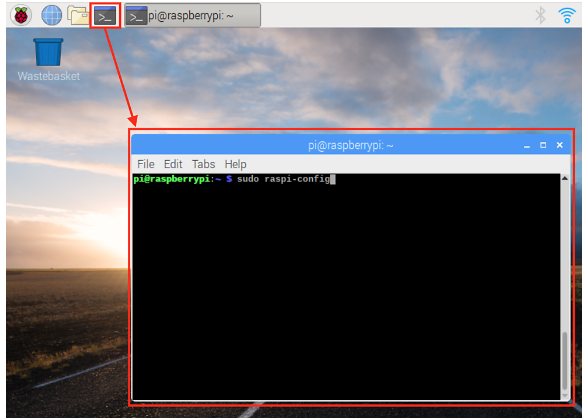 pi@raspberrypi: ~
Wastebasket
pi@raspberrypi: ~
File Edit Tabs Help
pi@raspberrypi:~ $ sudo raspi-config